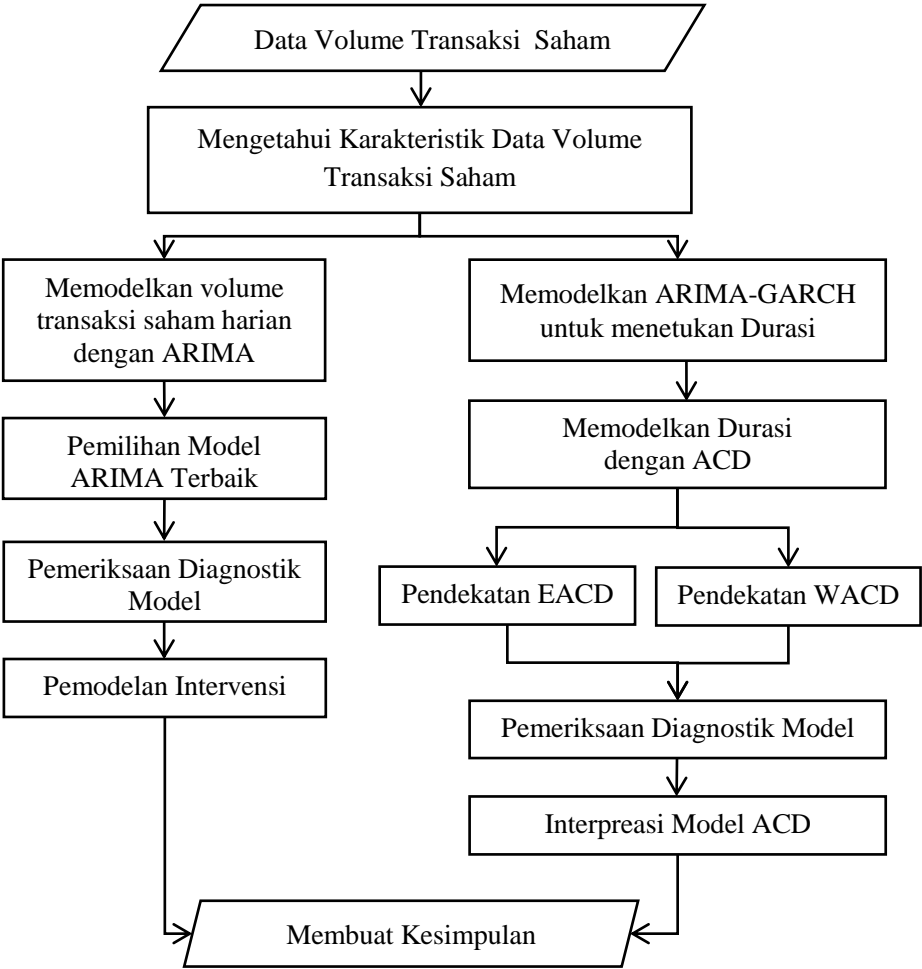 Data Volume Transaksi Saham
Mengetahui Karakteristik Data Volume
Transaksi Saham
Memodelkan volume
transaksi saham harian
dengan ARIMA
Pemilihan Model
ARIMA Terbaik
Pemeriksaan Diagnostik
Model
Pemodelan Intervensi
Memodelkan ARIMA-GARCH
untuk menetukan Durasi
Memodelkan Durasi
dengan ACD
Pendekatan EACD
Pendekatan WACD
Pemeriksaan Diagnostik Model
Interpreasi Model ACD
Membuat Kesimpulan